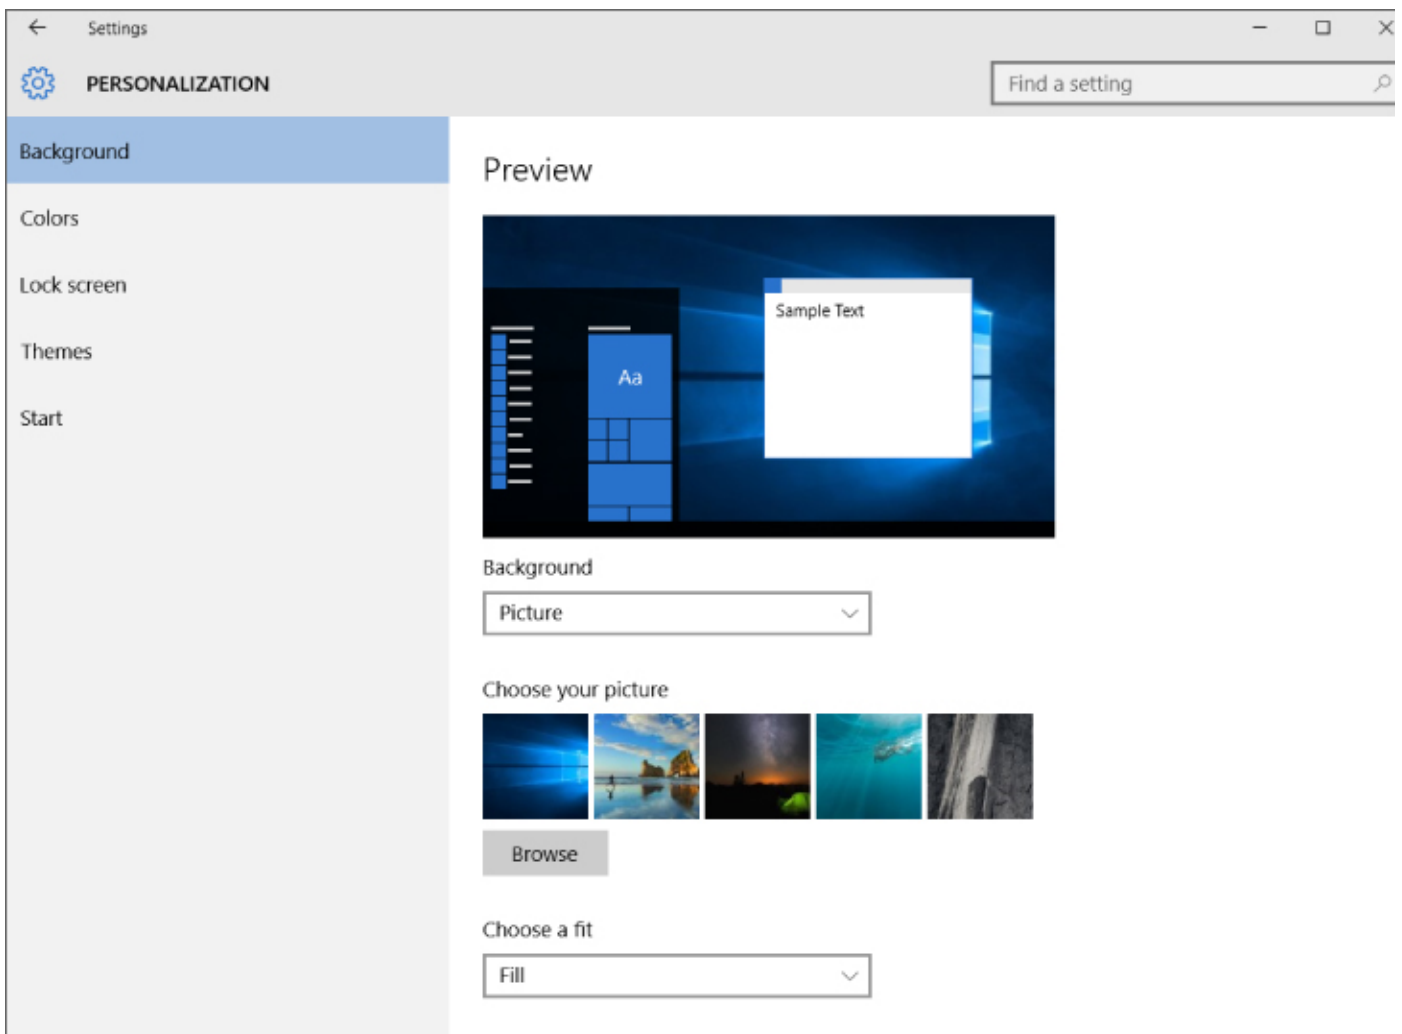 Settings
PERSONALIZATION
Find a setting
Background
Colors
Lock screen
Themes
Start
Preview
Sample Text
Aa
Background
Picture
Choose your picture
Browse
Choose a fit
Fill